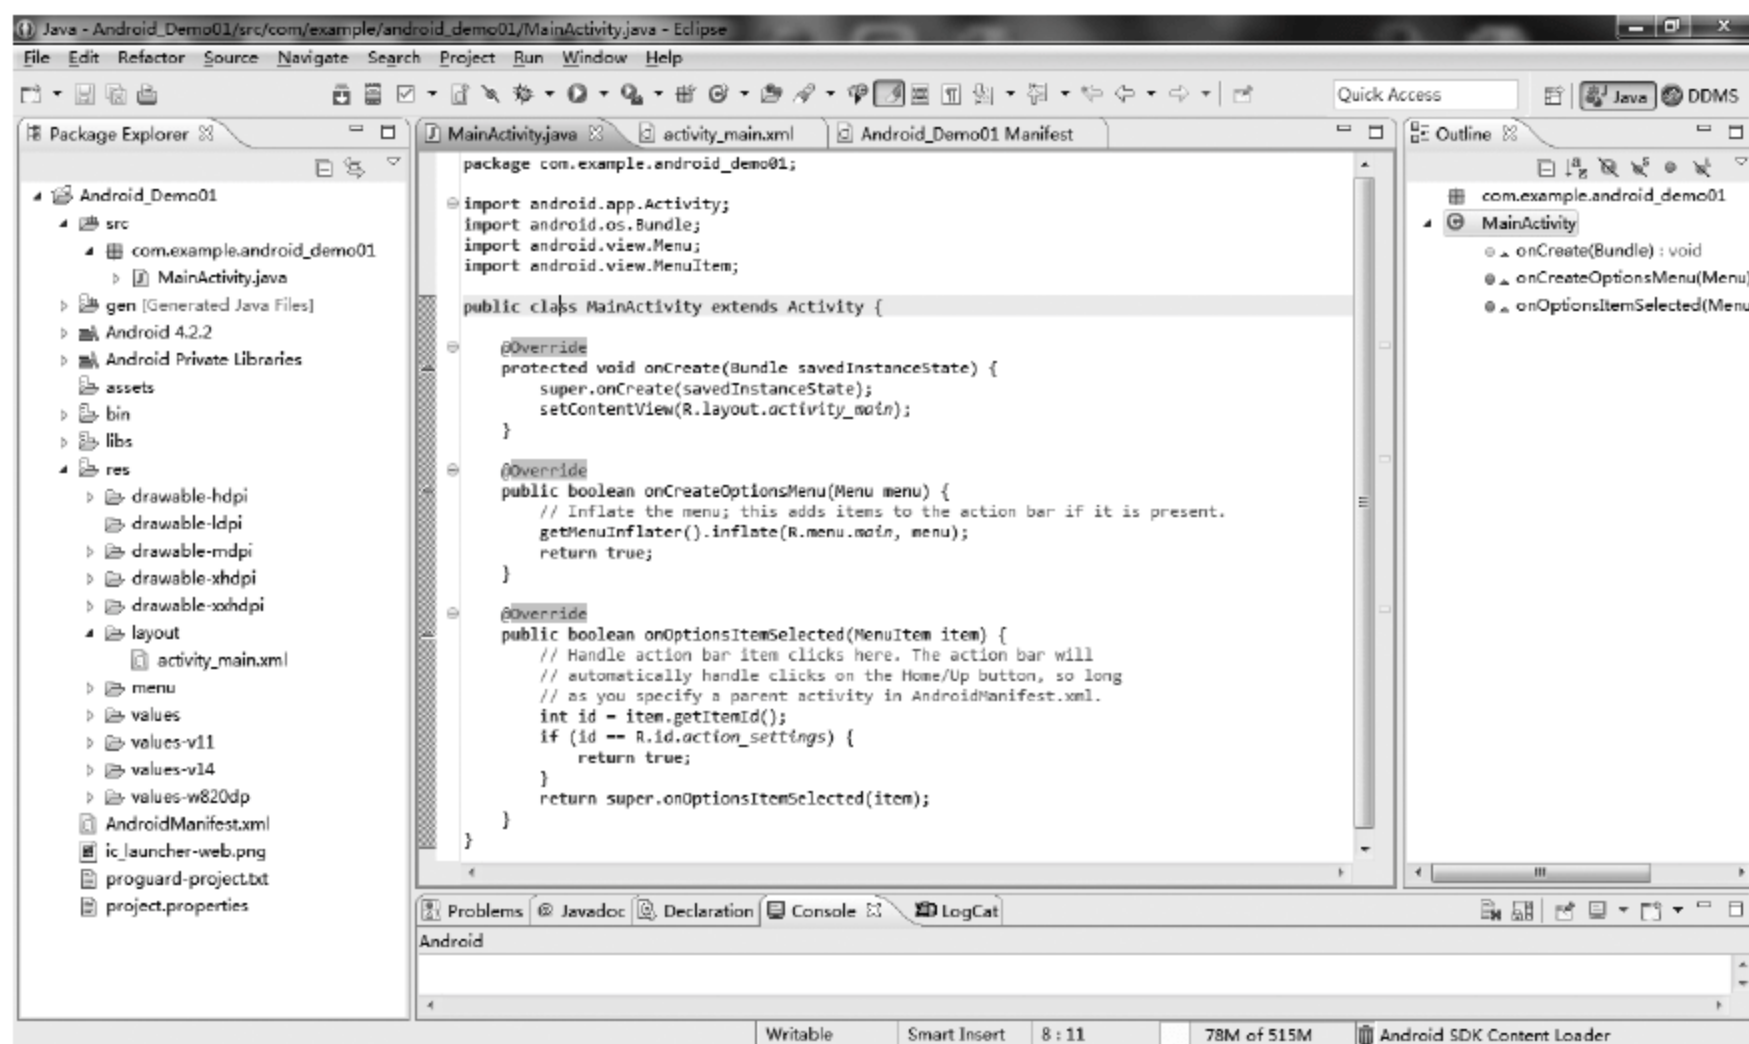 Java - Android_Demo01/src/com/example/android_demo01/MainActivity.java - Eclipse
File Edit Refactor Source Navigate Search Project Run Window Help
Quick Access Java DDMS
Package Explorer
Android_Demo01
src
com.example.android_demo01
MainActivity.java
gen [Generated Java Files]
Android 4.2.2
Android Private Libraries
assets
bin
libs
res
drawable-hdpi
drawable-ldpi
drawable-mdpi
drawable-xhdpi
drawable-xxhdpi
layout
activity_main.xml
menu
values
values-v11
values-v14
values-w820dp
AndroidManifest.xml
ic_launcher-web.png
proguard-project.txt
project.properties
MainActivity.java activity_main.xml Android_Demo01 Manifest
package com.example.android_demo01;
import android.app.Activity;
import android.os.Bundle;
import android.view.Menu;
import android.view.MenuItem;
public class MainActivity extends Activity {
@Override
protected void onCreate(Bundle savedInstanceState) {
super.onCreate(savedInstanceState);
setContentView(R.layout.activity_main);
}
@Override
public boolean onCreateOptionsMenu(Menu menu) {
// Inflate the menu; this adds items to the action bar if it is present.
getMenuInflater().inflate(R.menu.main, menu);
return true;
}
@Override
public boolean onOptionsItemSelected(MenuItem item) {
// Handle action bar item clicks here. The action bar will
// automatically handle clicks on the Home/Up button, so long
// as you specify a parent activity in AndroidManifest.xml.
int id = item.getItemId();
if (id == R.id.action_settings) {
return true;
}
return super.onOptionsItemSelected(item);
}
}
Outline
com.example.android_demo01
MainActivity
onCreate(Bundle) : void
onCreateOptionsMenu(Menu)
onOptionsItemSelected(Menu
Problems Javadoc Declaration Console LogCat
Android
Writable Smart Insert 8 : 11 78M of 515M Android SDK Content Loader